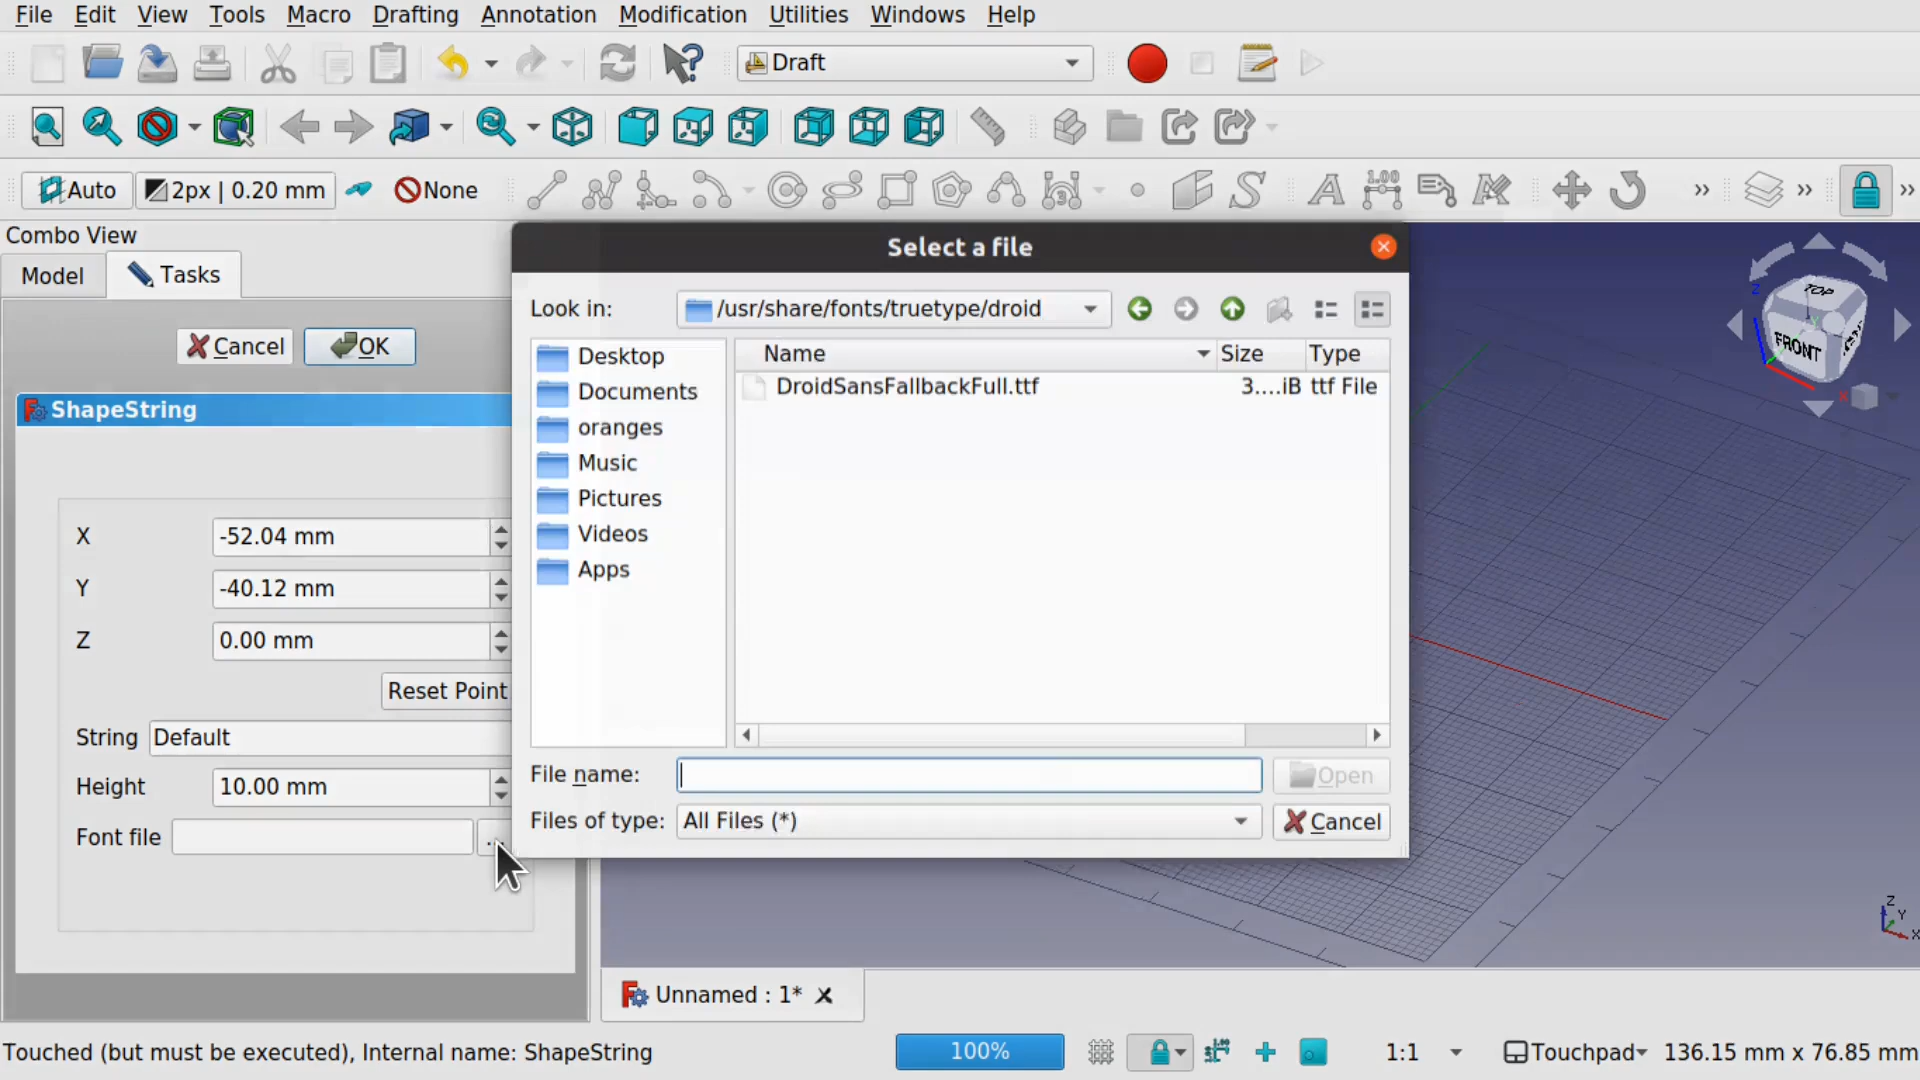 File Edit View Tools Macro Drafting Annotation Modification Utilities Windows Help
Draft
Auto 2px | 0.20 mm None 1.00 A
Combo View
Model Tasks
Cancel OK
ShapeString
X -52.04 mm
Y -40.12 mm
Z 0.00 mm
Reset Point
String Default
Height 10.00 mm
Font file ...
Select a file
Look in: /usr/share/fonts/truetype/droid
Desktop
Documents
oranges
Music
Pictures
Videos
Apps
Name Size Type
DroidSansFallbackFull.ttf 3....iB ttf File
File name: Open
Files of type: All Files (*) Cancel
TOP
FRONT
Z
X
Z
Y
X
Unnamed : 1*
Touched (but must be executed), Internal name: ShapeString 100% 1:1 Touchpad 136.15 mm x 76.85 mm